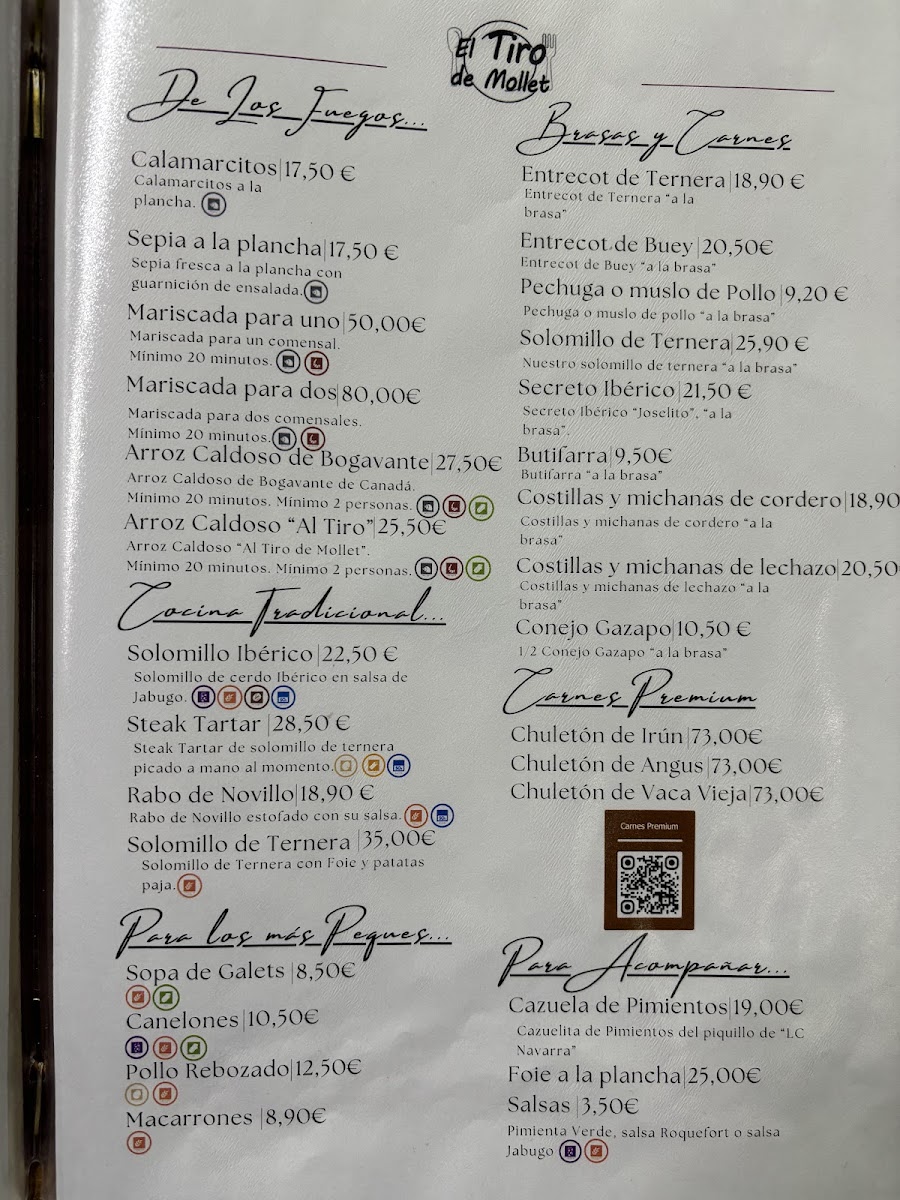 El Tiro
de Mollet
De Los Fuegos...
Calamarcitos|17,50 €
Calamarcitos a la
plancha.
Sepia a la plancha|17,50 €
Sepia fresca a la plancha con
guarnición de ensalada.
Mariscada para uno|50,00€
Mariscada para un comensal.
Mínimo 20 minutos.
Mariscada para dos|80,00€
Mariscada para dos comensales.
Mínimo 20 minutos.
Arroz Caldoso de Bogavante|27,50€
Arroz Caldoso de Bogavante de Canadá.
Mínimo 20 minutos. Mínimo 2 personas.
Arroz Caldoso “Al Tiro”|25,50€
Arroz Caldoso “Al Tiro de Mollet”.
Mínimo 20 minutos. Mínimo 2 personas.
Cocina Tradicional...
Solomillo Ibérico|22,50 €
Solomillo de cerdo Ibérico en salsa de
Jabugo.
Steak Tartar |28,50 €
Steak Tartar de solomillo de ternera
picado a mano al momento.
Rabo de Novillo|18,90 €
Rabo de Novillo estofado con su salsa.
Solomillo de Ternera |35,00€
Solomillo de Ternera con Foie y patatas
paja.
Para los más Peques...
Sopa de Galets |8,50€
Canelones|10,50€
Pollo Rebozado|12,50€
Macarrones |8,90€
Brasas y Carnes
Entrecot de Ternera|18,90 €
Entrecot de Ternera “a la
brasa”
Entrecot de Buey|20,50€
Entrecot de Buey “a la brasa”
Pechuga o muslo de Pollo|9,20 €
Pechuga o muslo de pollo “a la brasa”
Solomillo de Ternera|25,90 €
Nuestro solomillo de ternera “a la brasa”
Secreto Ibérico|21,50 €
Secreto Ibérico “Joselito”, “a la
brasa”.
Butifarra|9,50€
Butifarra “a la brasa”
Costillas y michanas de cordero|18,90
Costillas y michanas de cordero “a la
brasa”
Costillas y michanas de lechazo|20,50
Costillas y michanas de lechazo “a la
brasa”
Conejo Gazapo|10,50 €
1/2 Conejo Gazapo “a la brasa”
Carnes Premium
Chuletón de Irún|73,00€
Chuletón de Angus|73,00€
Chuletón de Vaca Vieja|73,00€
Carnes Premium
Para Acompañar...
Cazuela de Pimientos|19,00€
Cazuelita de Pimientos del piquillo de “LC
Navarra”
Foie a la plancha|25,00€
Salsas |3,50€
Pimienta Verde, salsa Roquefort o salsa
Jabugo